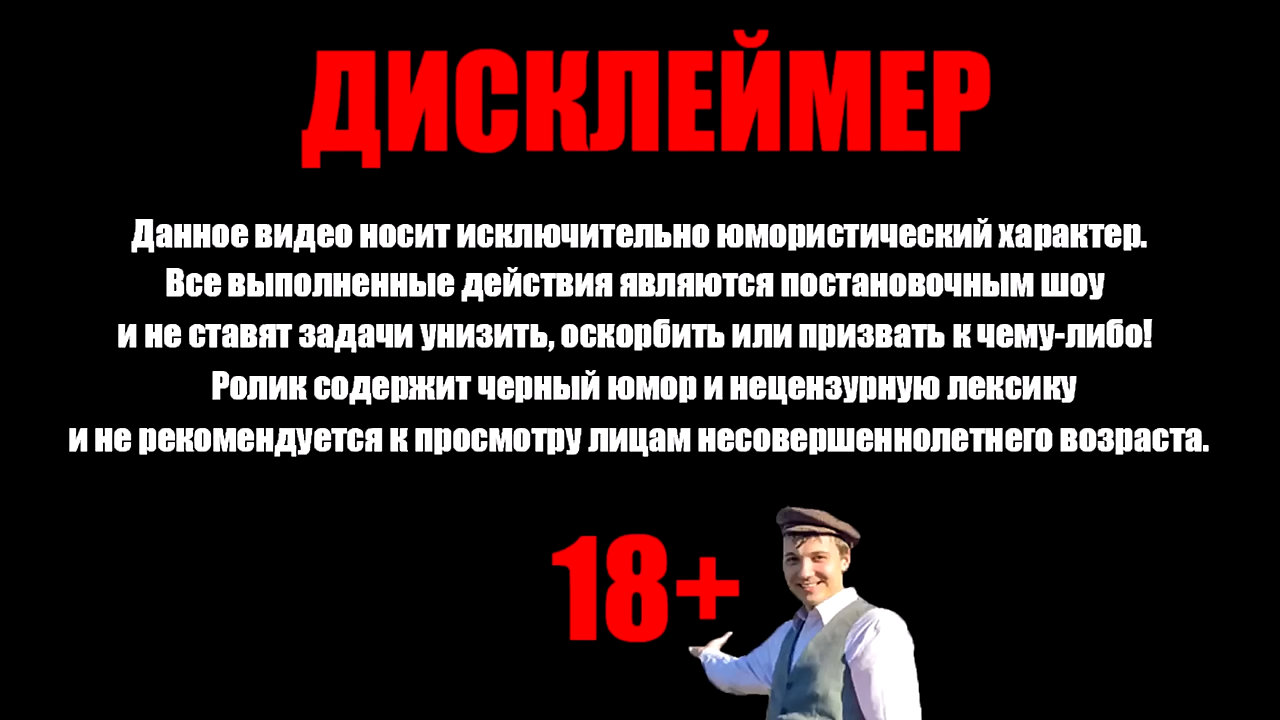 ДИСКЛЕЙМЕР
Данное видео носит исключительно юмористический характер.
Все выполненные действия являются постановочным шоу
и не ставят задачи унизить, оскорбить или призвать к чему-либо!
Ролик содержит черный юмор и нецензурную лексику
и не рекомендуется к просмотру лицам несовершеннолетнего возраста.
18+